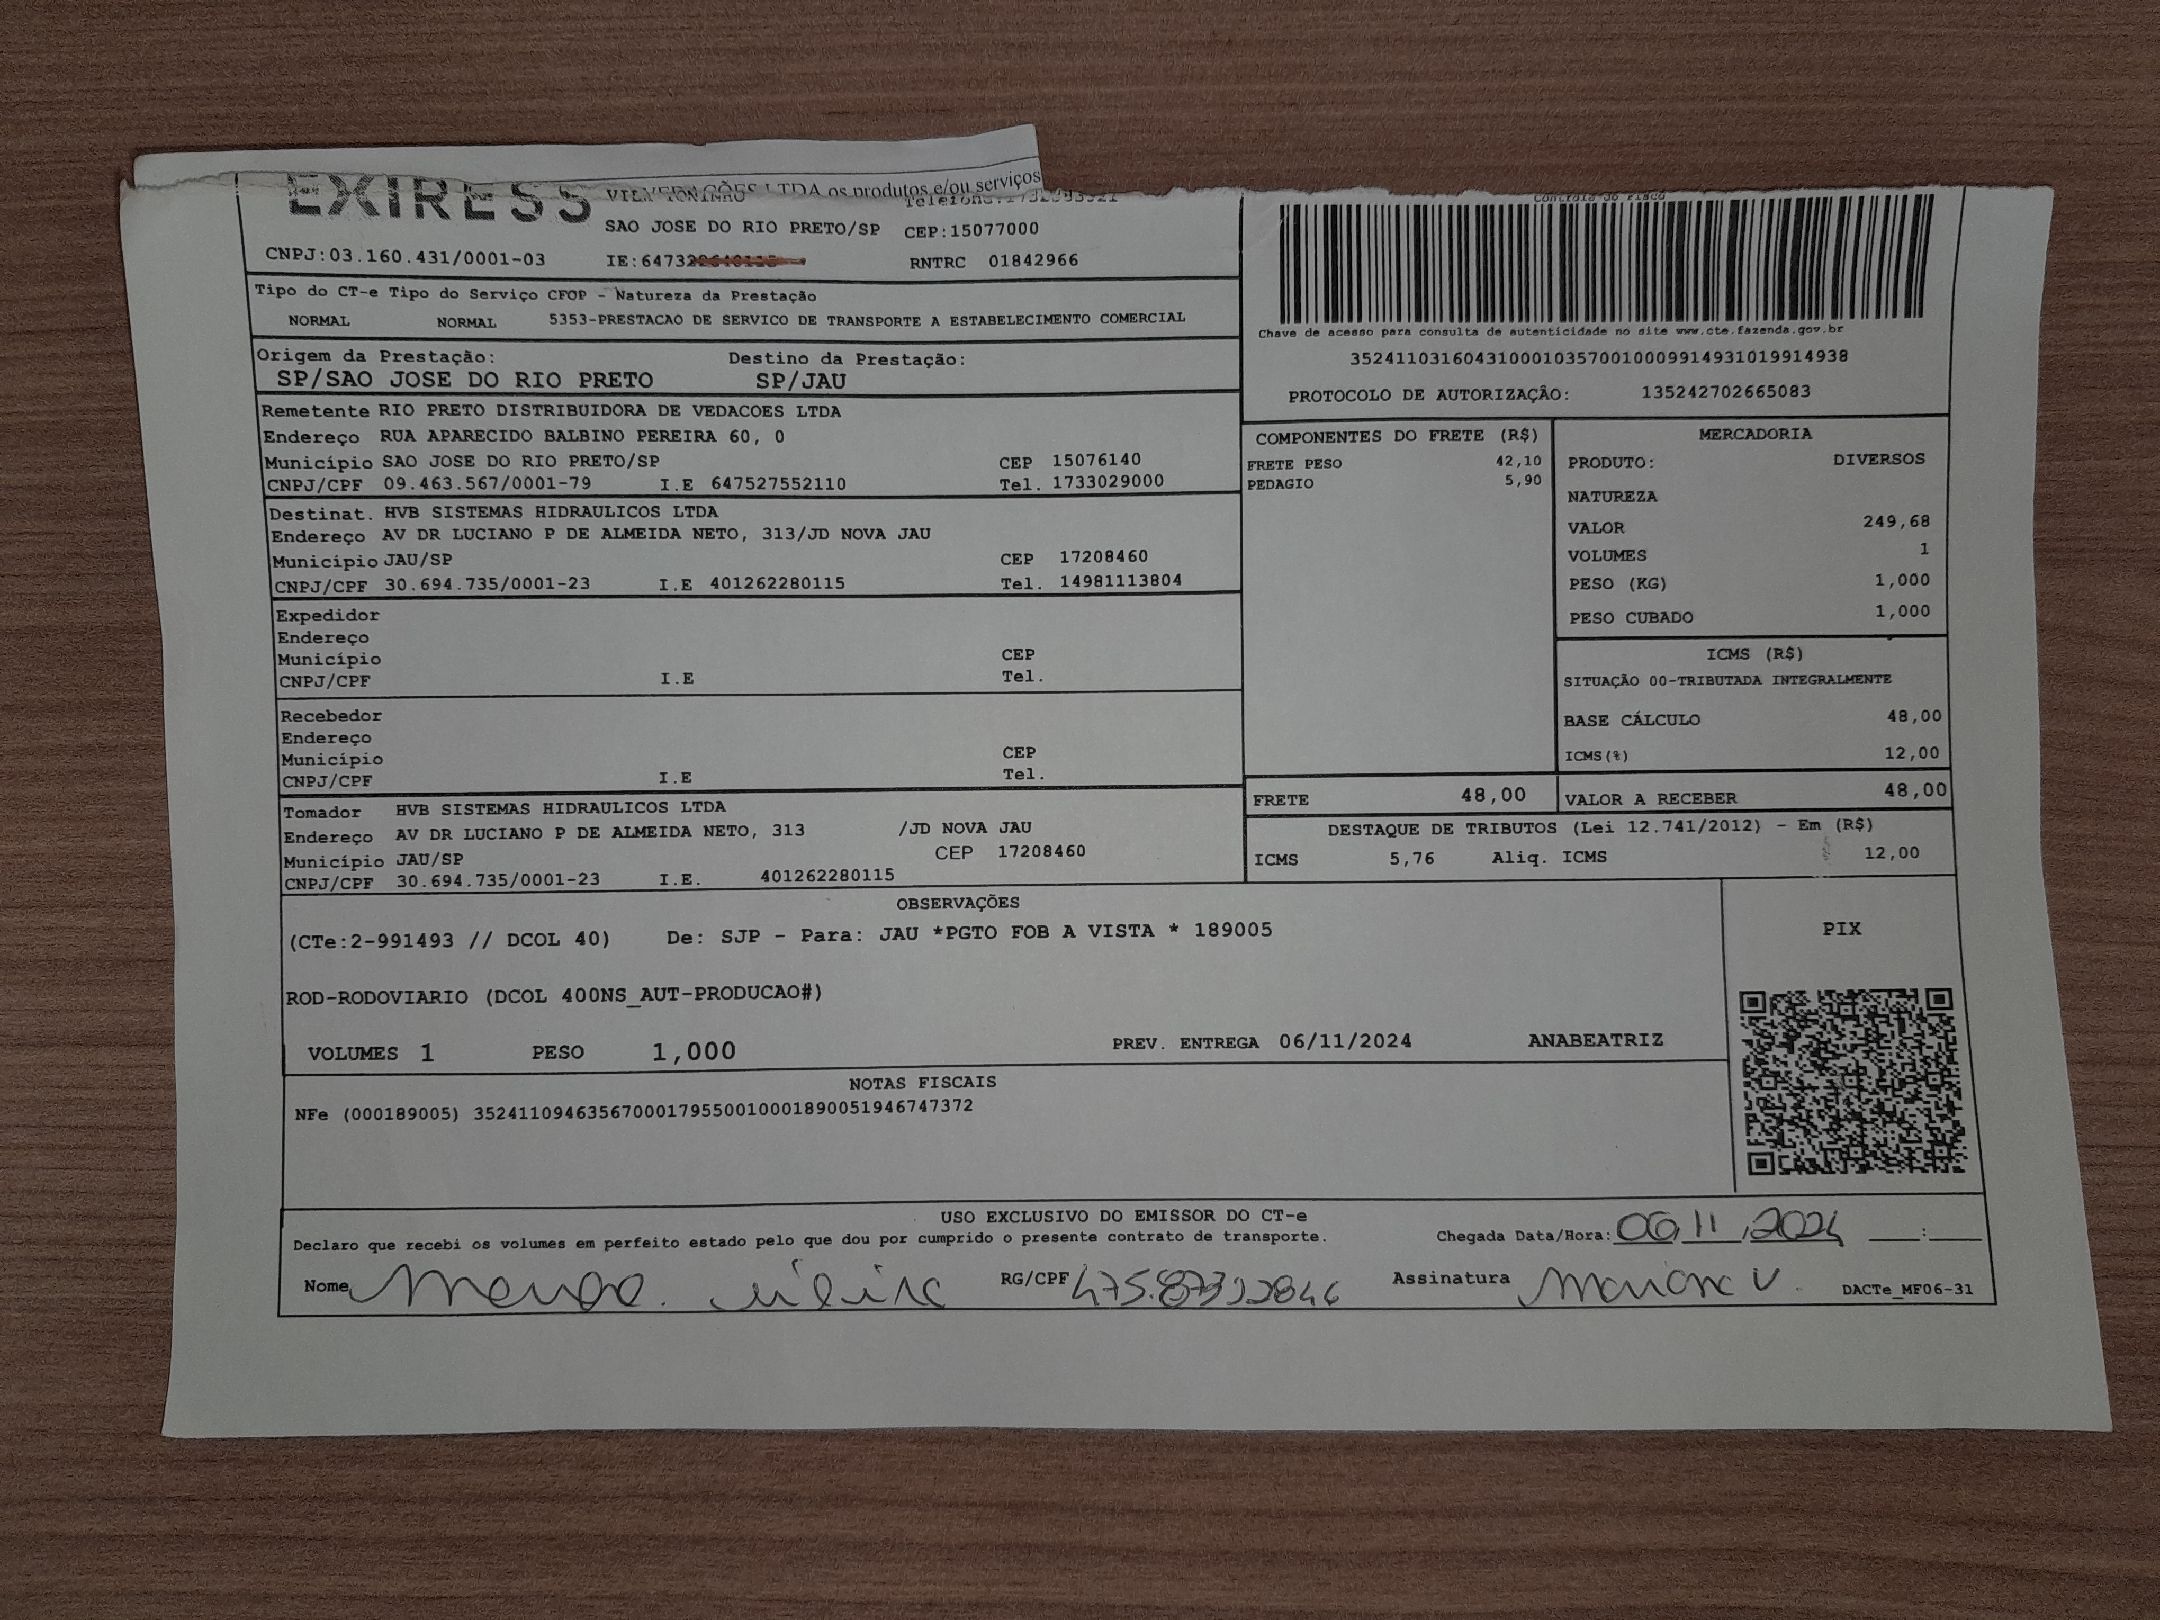 EXIRESS
os produtos e/ou serviços
VILA TONINHO
SAO JOSE DO RIO PRETO/SP CEP:15077000
CNPJ:03.160.431/0001-03 RNTRC 01842966
Tipo do CT-e Tipo do Serviço CFOP - Natureza da Prestação
NORMAL NORMAL 5353-PRESTACAO DE SERVICO DE TRANSPORTE A ESTABELECIMENTO COMERCIAL
Origem da Prestação: Destino da Prestação:
SP/SAO JOSE DO RIO PRETO SP/JAU
Controle do Fisco
Chave de acesso para consulta de autenticidade no site www.cte.fazenda.gov.br
35241103160431000103570010009914931019914938
PROTOCOLO DE AUTORIZAÇÃO: 135242702665083
Remetente RIO PRETO DISTRIBUIDORA DE VEDACOES LTDA
Endereço RUA APARECIDO BALBINO PEREIRA 60, 0
Município SAO JOSE DO RIO PRETO/SP CEP 15076140
CNPJ/CPF 09.463.567/0001-79 I.E 647527552110 Tel. 1733029000
Destinat. HVB SISTEMAS HIDRAULICOS LTDA
Endereço AV DR LUCIANO P DE ALMEIDA NETO, 313/JD NOVA JAU
Município JAU/SP CEP 17208460
CNPJ/CPF 30.694.735/0001-23 I.E 401262280115 Tel. 14981113804
Expedidor
Endereço
Município CEP
CNPJ/CPF I.E Tel.
Recebedor
Endereço
Município CEP
CNPJ/CPF I.E Tel.
Tomador HVB SISTEMAS HIDRAULICOS LTDA
Endereço AV DR LUCIANO P DE ALMEIDA NETO, 313 /JD NOVA JAU
Município JAU/SP CEP 17208460
CNPJ/CPF 30.694.735/0001-23 I.E. 401262280115
COMPONENTES DO FRETE (R$)
FRETE PESO 42,10
PEDAGIO 5,90
MERCADORIA
PRODUTO: DIVERSOS
NATUREZA
VALOR 249,68
VOLUMES 1
PESO (KG) 1,000
PESO CUBADO 1,000
ICMS (R$)
SITUAÇÃO 00-TRIBUTADA INTEGRALMENTE
BASE CÁLCULO 48,00
ICMS(%) 12,00
FRETE 48,00 VALOR A RECEBER 48,00
DESTAQUE DE TRIBUTOS (Lei 12.741/2012) - Em (R$)
ICMS 5,76 Aliq. ICMS 12,00
OBSERVAÇÕES
(CTe:2-991493 // DCOL 40) De: SJP - Para: JAU *PGTO FOB A VISTA * 189005
ROD-RODOVIARIO (DCOL 400NS_AUT-PRODUCAO#)
VOLUMES 1 PESO 1,000 PREV. ENTREGA 06/11/2024 ANABEATRIZ
PIX
NOTAS FISCAIS
NFe (000189005) 35241109463567000179550010001890051946747372
USO EXCLUSIVO DO EMISSOR DO CT-e
Declaro que recebi os volumes em perfeito estado pelo que dou por cumprido o presente contrato de transporte.
Chegada Data/Hora: 06 11 2024 :
Nome RG/CPF Assinatura DACTe_MF06-31